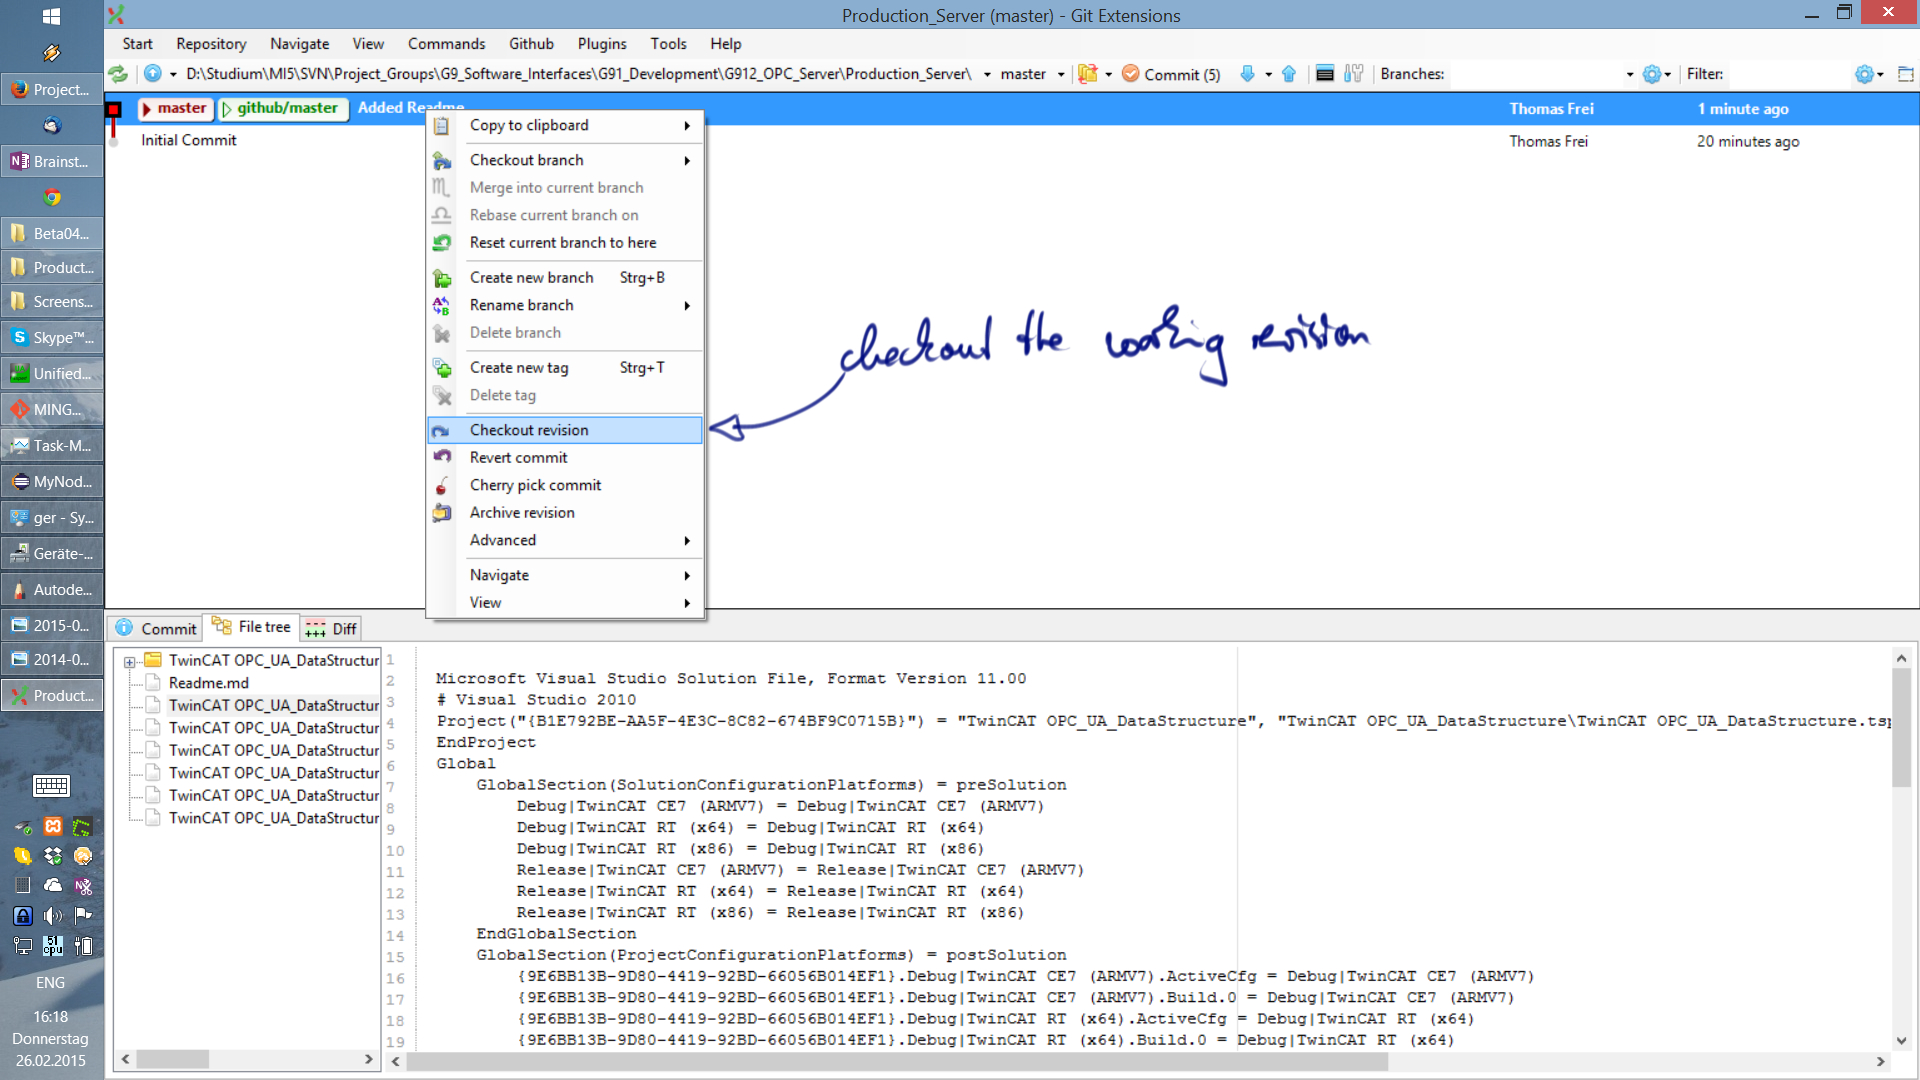 Production_Server (master) - Git Extensions
Start Repository Navigate View Commands Github Plugins Tools Help
D:\Studium\MI5\SVN\Project_Groups\G9_Software_Interfaces\G91_Development\G912_OPC_Server\Production_Server\ master Commit (5) Branches: Filter:
master github/master Added Readme Thomas Frei 1 minute ago
Initial Commit Thomas Frei 20 minutes ago
Copy to clipboard
Checkout branch
Merge into current branch
Rebase current branch on
Reset current branch to here
Create new branch Strg+B
Rename branch
Delete branch
Create new tag Strg+T
Delete tag
Checkout revision
Revert commit
Cherry pick commit
Archive revision
Advanced
Navigate
View
checkout the working revision
Project...
Brainst...
Beta04...
Product...
Screens...
Skype™...
Unified...
MING...
Task-M...
MyNod...
ger - Sy...
Geräte-...
Autode...
2015-0...
2014-0...
Product...
51
cpu
ENG
16:18
Donnerstag
26.02.2015
Commit File tree Diff
TwinCAT OPC_UA_DataStructur
Readme.md
TwinCAT OPC_UA_DataStructur
TwinCAT OPC_UA_DataStructur
TwinCAT OPC_UA_DataStructur
TwinCAT OPC_UA_DataStructur
TwinCAT OPC_UA_DataStructur
TwinCAT OPC_UA_DataStructur
1
2 Microsoft Visual Studio Solution File, Format Version 11.00
3 # Visual Studio 2010
4 Project("{B1E792BE-AA5F-4E3C-8C82-674BF9C0715B}") = "TwinCAT OPC_UA_DataStructure", "TwinCAT OPC_UA_DataStructure\TwinCAT OPC_UA_DataStructure.tsp
5 EndProject
6 Global
7 GlobalSection(SolutionConfigurationPlatforms) = preSolution
8 Debug|TwinCAT CE7 (ARMV7) = Debug|TwinCAT CE7 (ARMV7)
9 Debug|TwinCAT RT (x64) = Debug|TwinCAT RT (x64)
10 Debug|TwinCAT RT (x86) = Debug|TwinCAT RT (x86)
11 Release|TwinCAT CE7 (ARMV7) = Release|TwinCAT CE7 (ARMV7)
12 Release|TwinCAT RT (x64) = Release|TwinCAT RT (x64)
13 Release|TwinCAT RT (x86) = Release|TwinCAT RT (x86)
14 EndGlobalSection
15 GlobalSection(ProjectConfigurationPlatforms) = postSolution
16 {9E6BB13B-9D80-4419-92BD-66056B014EF1}.Debug|TwinCAT CE7 (ARMV7).ActiveCfg = Debug|TwinCAT CE7 (ARMV7)
17 {9E6BB13B-9D80-4419-92BD-66056B014EF1}.Debug|TwinCAT CE7 (ARMV7).Build.0 = Debug|TwinCAT CE7 (ARMV7)
18 {9E6BB13B-9D80-4419-92BD-66056B014EF1}.Debug|TwinCAT RT (x64).ActiveCfg = Debug|TwinCAT RT (x64)
19 {9E6BB13B-9D80-4419-92BD-66056B014EF1}.Debug|TwinCAT RT (x64).Build.0 = Debug|TwinCAT RT (x64)